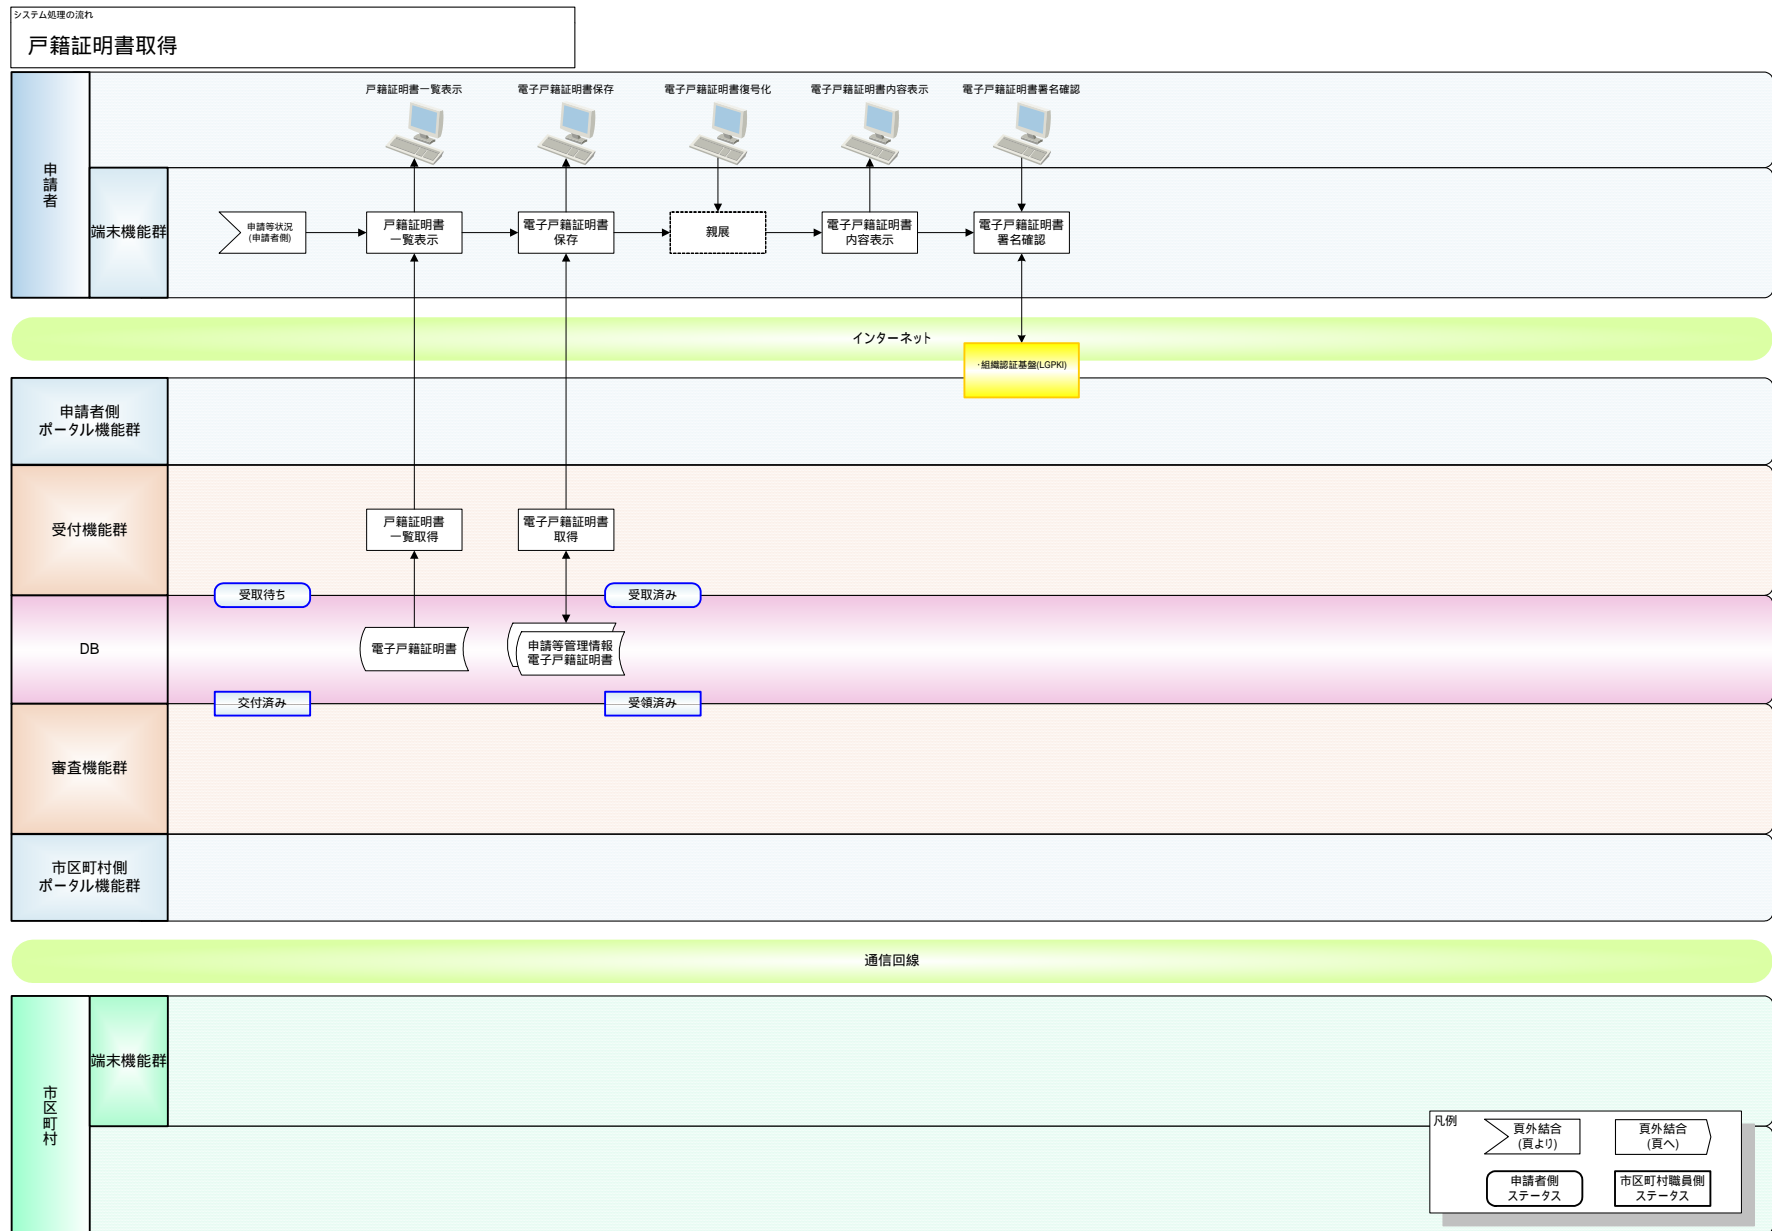 システム処理の流れ
戸籍証明書取得
戸籍証明書一覧表示
電子戸籍証明書保存
電子戸籍証明書復号化
電子戸籍証明書内容表示
電子戸籍証明書署名確認
申請者
端末機能群
申請等状況
(申請者側)
戸籍証明書
一覧表示
電子戸籍証明書
保存
親展
電子戸籍証明書
内容表示
電子戸籍証明書
署名確認
インターネット
・組織認証基盤(LGPKI)
申請者側
ポータル機能群
受付機能群
戸籍証明書
一覧取得
電子戸籍証明書
取得
受取待ち
受取済み
DB
電子戸籍証明書
申請等管理情報
電子戸籍証明書
交付済み
受領済み
審査機能群
市区町村側
ポータル機能群
通信回線
市区町村
端末機能群
凡例
頁外結合
(頁より)
頁外結合
(頁へ)
申請者側
ステータス
市区町村職員側
ステータス